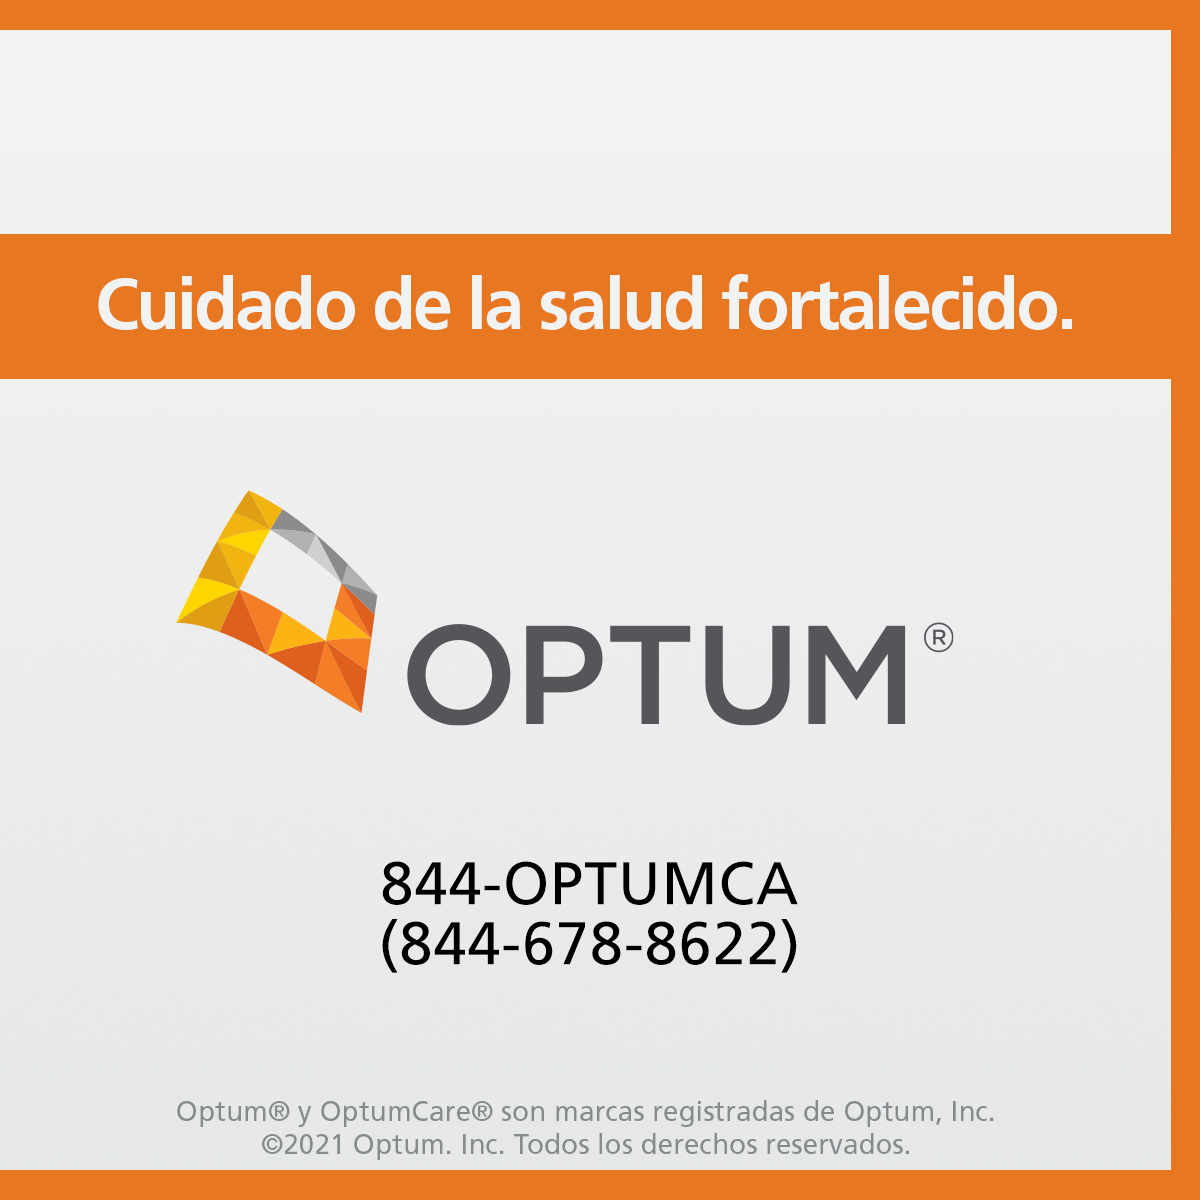 Cuidado de la salud fortalecido.
OPTUM®
844-OPTUMCA
(844-678-8622)
Optum® y OptumCare® son marcas registradas de Optum, Inc.
©2021 Optum. Inc. Todos los derechos reservados.